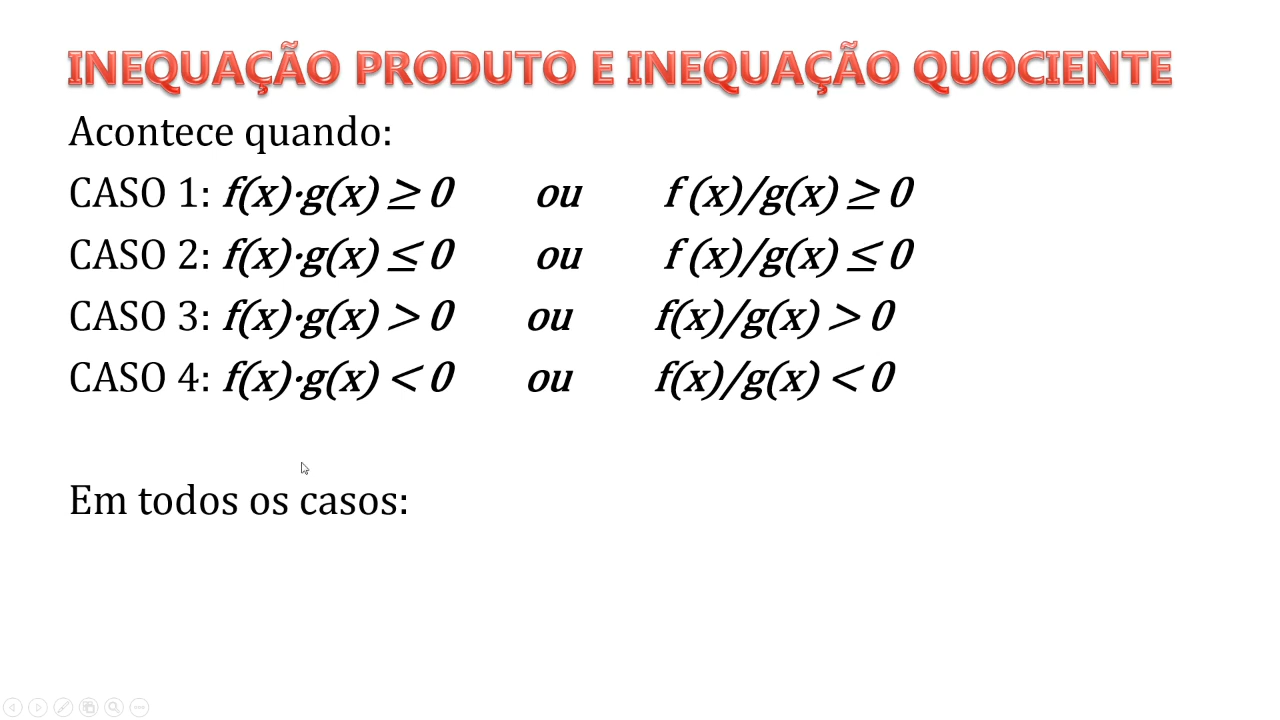 INEQUAÇÃO PRODUTO E INEQUAÇÃO QUOCIENTE
Acontece quando:
CASO 1: f(x)·g(x) ≥ 0 ou f (x)/g(x) ≥ 0
CASO 2: f(x)·g(x) ≤ 0 ou f (x)/g(x) ≤ 0
CASO 3: f(x)·g(x) > 0 ou f(x)/g(x) > 0
CASO 4: f(x)·g(x) < 0 ou f(x)/g(x) < 0
Em todos os casos: